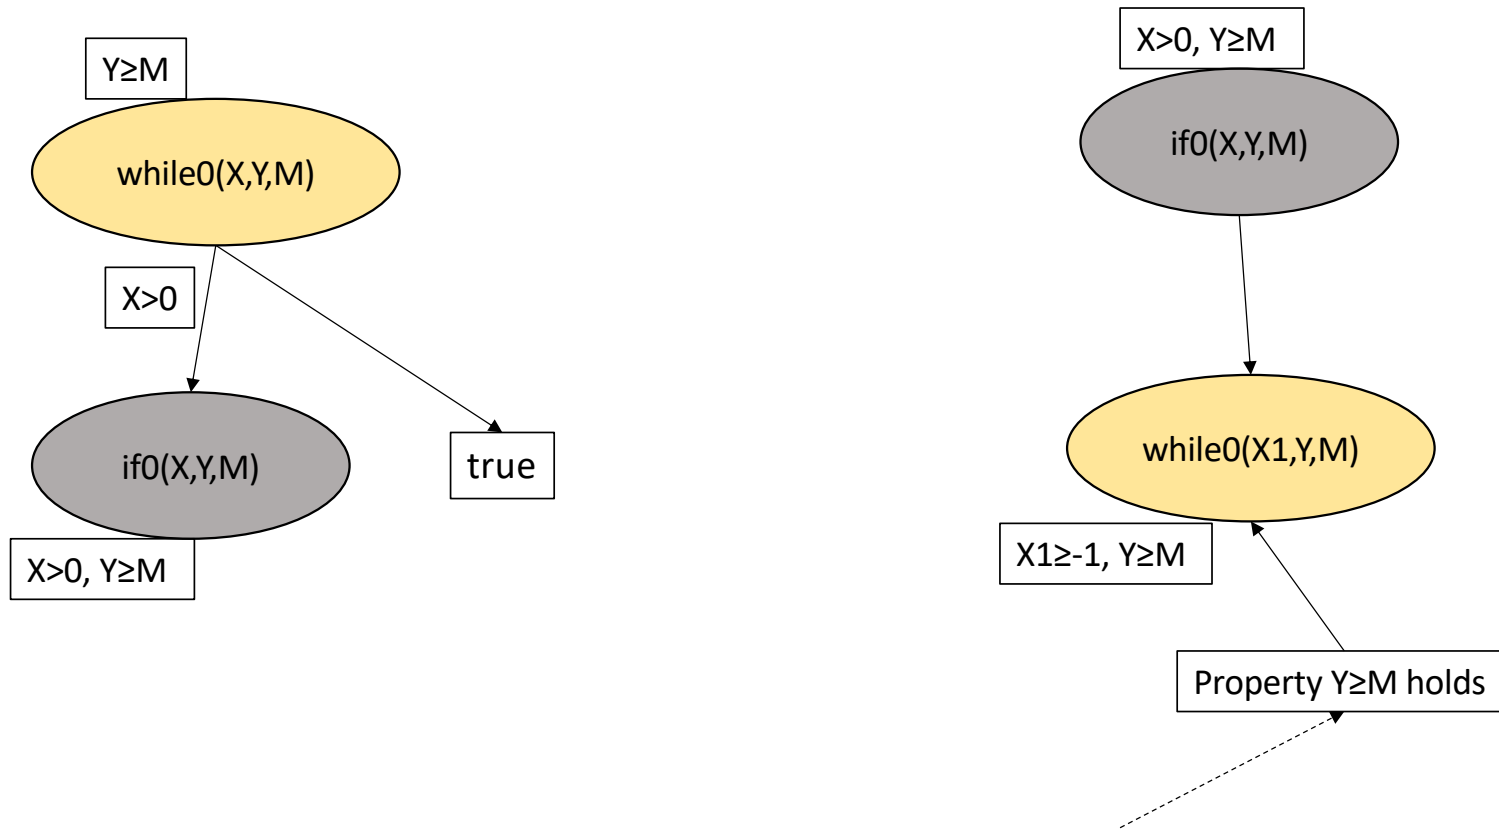 Y≥M
while0(X,Y,M)
X>0
if0(X,Y,M)
true
X>0, Y≥M
X>0, Y≥M
if0(X,Y,M)
while0(X1,Y,M)
X1≥-1, Y≥M
Property Y≥M holds